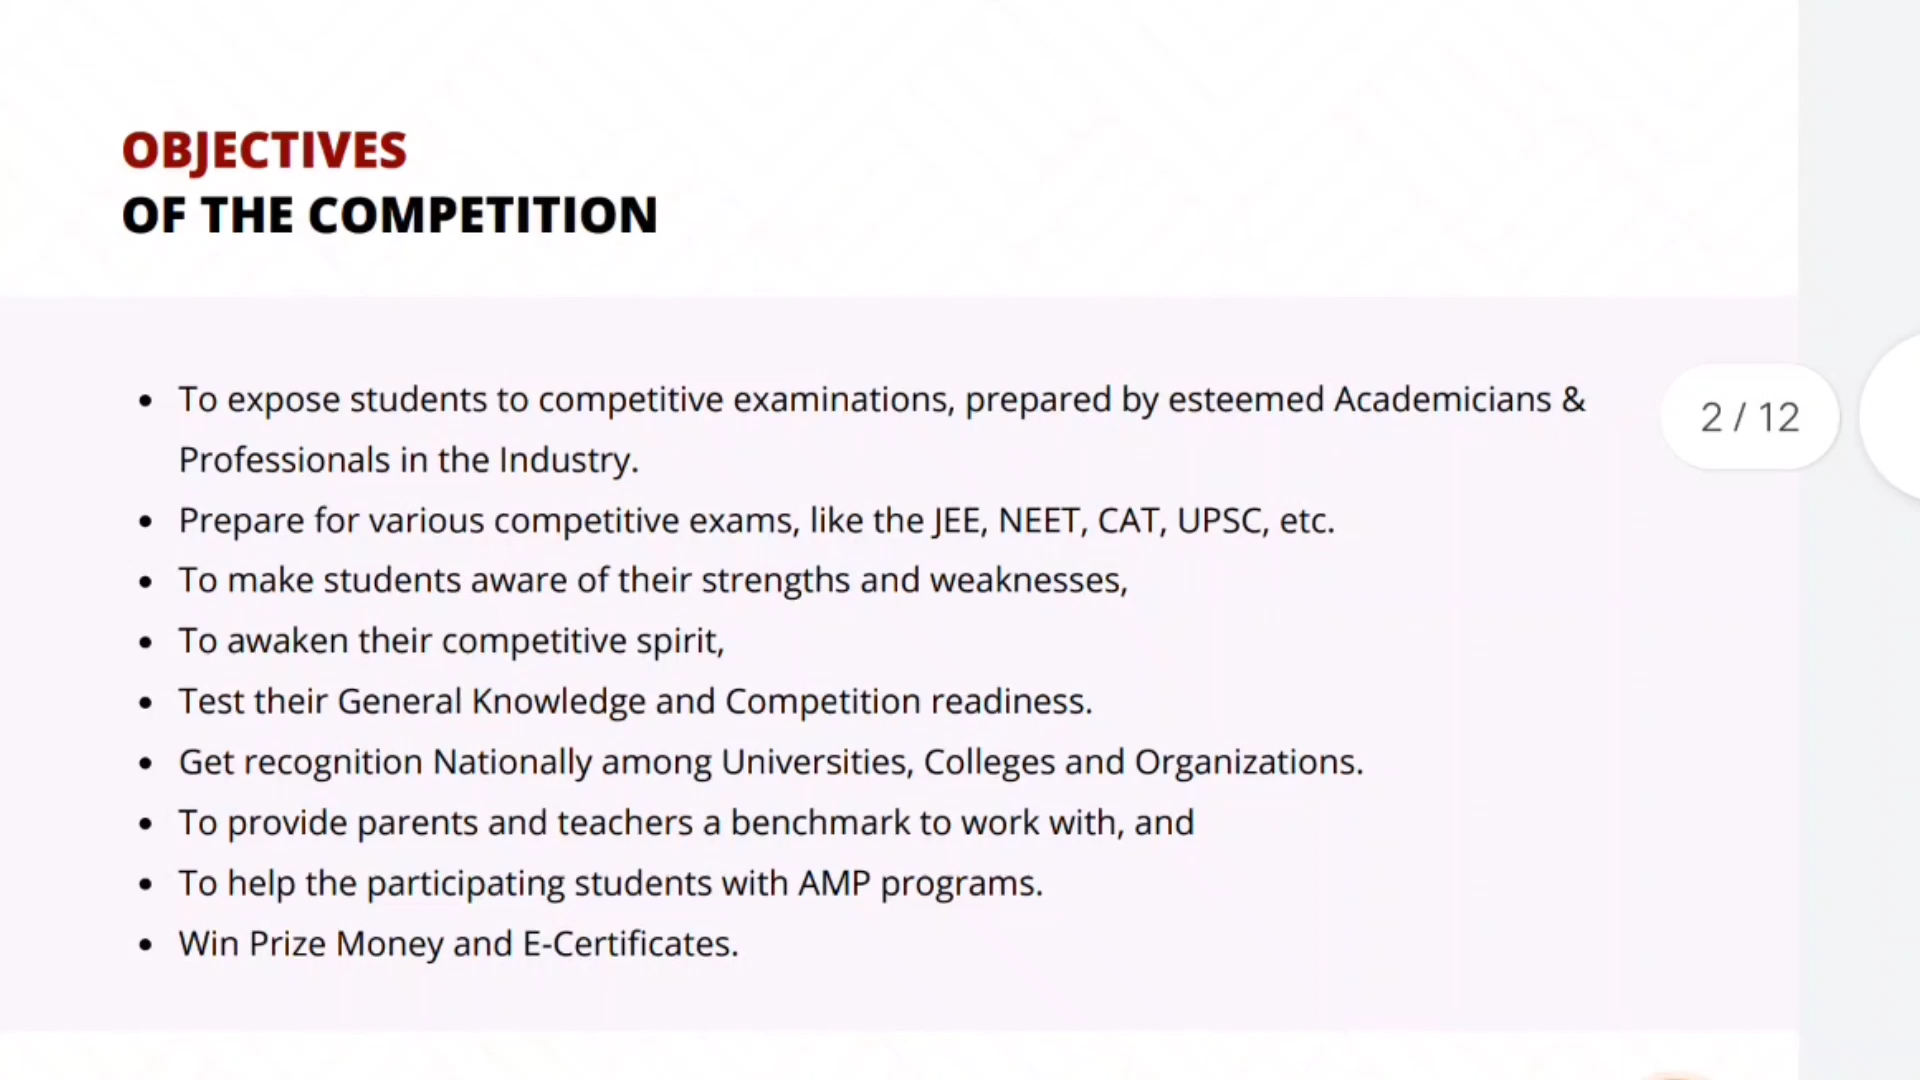 OBJECTIVES
OF THE COMPETITION
• To expose students to competitive examinations, prepared by esteemed Academicians &
Professionals in the Industry.
• Prepare for various competitive exams, like the JEE, NEET, CAT, UPSC, etc.
• To make students aware of their strengths and weaknesses,
• To awaken their competitive spirit,
• Test their General Knowledge and Competition readiness.
• Get recognition Nationally among Universities, Colleges and Organizations.
• To provide parents and teachers a benchmark to work with, and
• To help the participating students with AMP programs.
• Win Prize Money and E-Certificates.
2 / 12